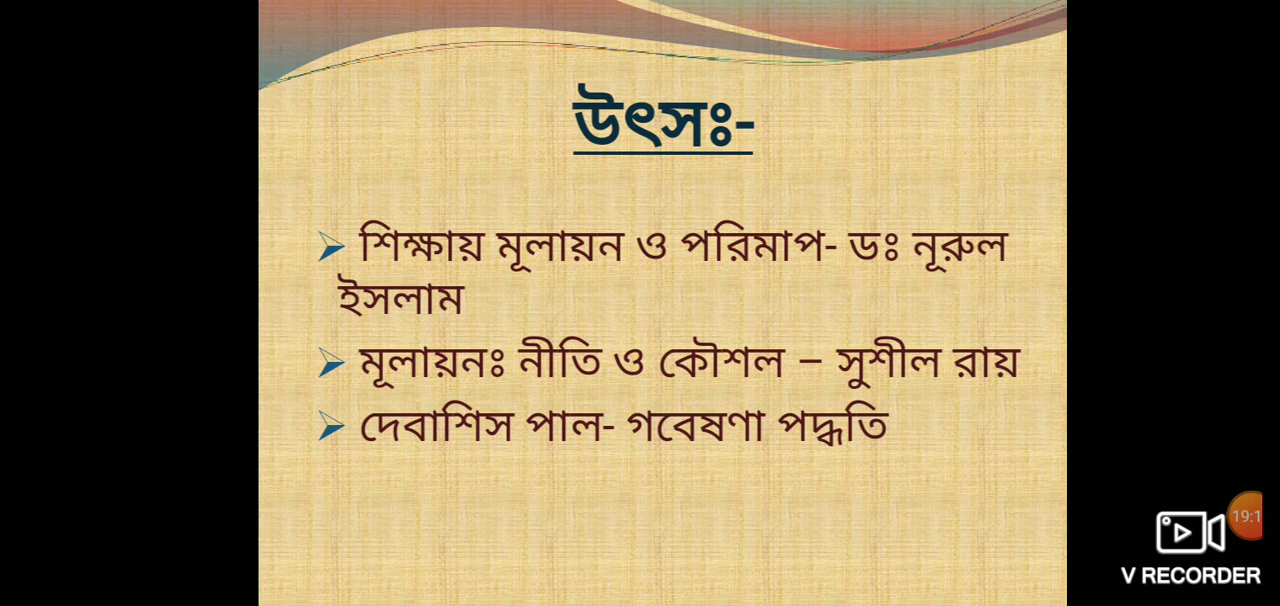 উৎসঃ-
➢ শিক্ষায় মূলায়ন ও পরিমাপ- ডঃ নূরুল
ইসলাম
➢ মূলায়নঃ নীতি ও কৌশল – সুশীল রায়
➢ দেবাশিস পাল- গবেষণা পদ্ধতি
19:1
V RECORDER